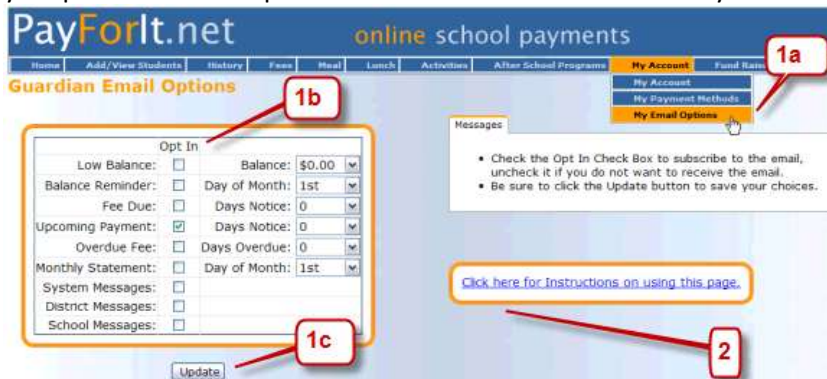 PayForIt.net online school payments
Home Add/View Students History Fees Meal Lunch Activities After School Programs My Account
1a
Guardian Email Options
My Account
My Payment Methods
My Email Options
1b
Opt In
Low Balance: Balance: $0.00
Balance Reminder: Day of Month: 1st
Fee Due: Days Notice: 0
Upcoming Payment: Days Notice: 0
Overdue Fee: Days Overdue: 0
Monthly Statement: Day of Month: 1st
System Messages:
District Messages:
School Messages:
Messages
• Check the Opt In Check Box to subscribe to the email,
uncheck it if you do not want to receive the email.
• Be sure to click the Update button to save your choices.
Click here for Instructions on using this page.
1c
2
Update